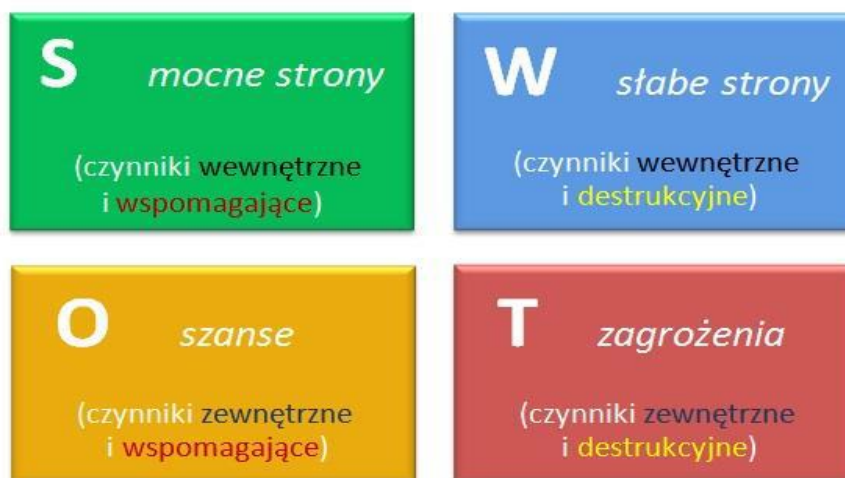 S mocne strony
(czynniki wewnętrzne
i wspomagające)
W słabe strony
(czynniki wewnętrzne
i destrukcyjne)
O szanse
(czynniki zewnętrzne
i wspomagające)
T zagrożenia
(czynniki zewnętrzne
i destrukcyjne)